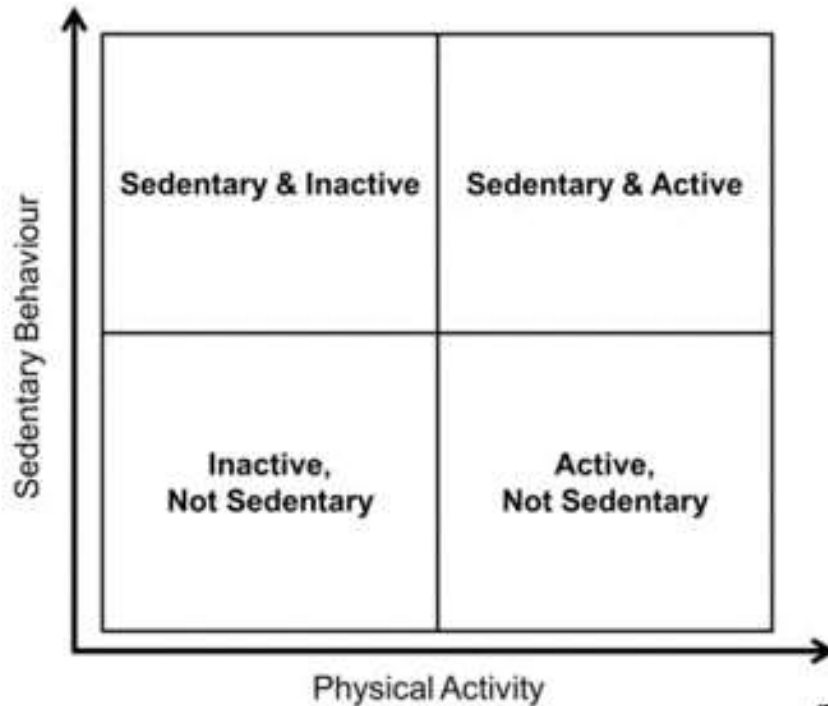 Sedentary Behaviour
Sedentary & Inactive
Sedentary & Active
Inactive,
Not Sedentary
Active,
Not Sedentary
Physical Activity